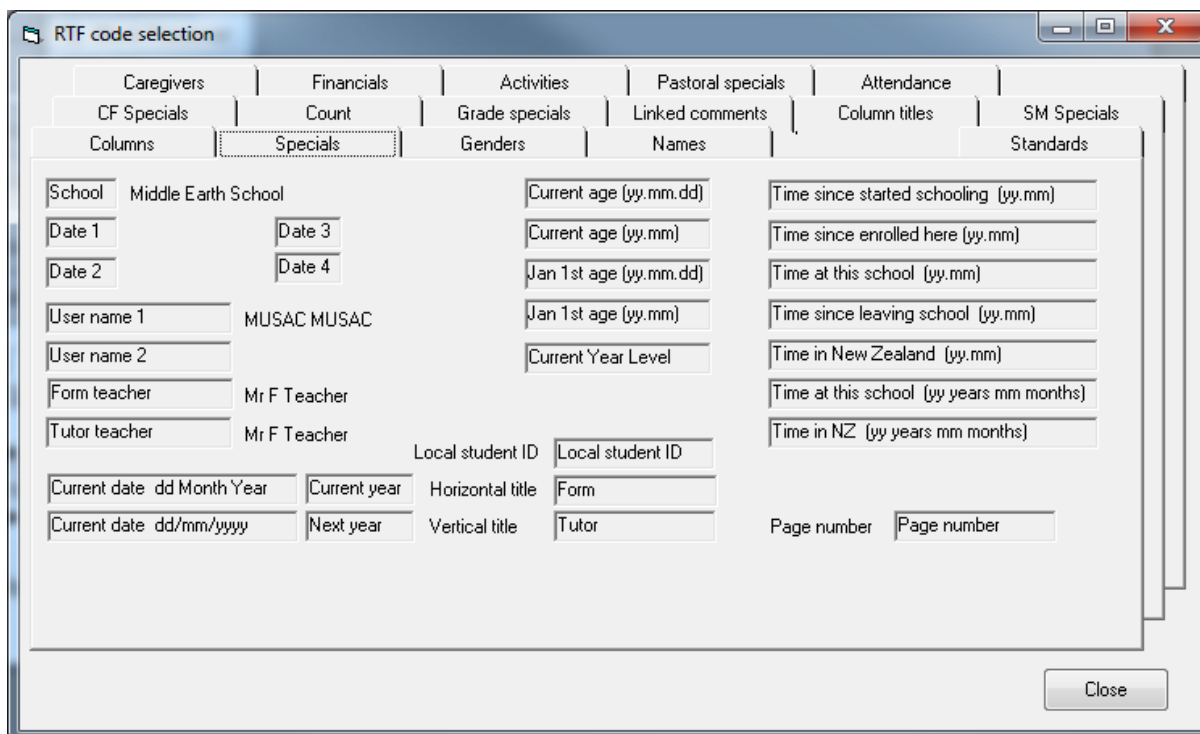 RTF code selection
Caregivers Financials Activities Pastoral specials Attendance
CF Specials Count Grade specials Linked comments Column titles SM Specials
Columns Specials Genders Names Standards
School Middle Earth School Current age (yy.mm.dd) Time since started schooling (yy.mm)
Date 1 Date 3 Current age (yy.mm) Time since enrolled here (yy.mm)
Date 2 Date 4 Jan 1st age (yy.mm.dd) Time at this school (yy.mm)
User name 1 MUSAC MUSAC Jan 1st age (yy.mm) Time since leaving school (yy.mm)
User name 2 Current Year Level Time in New Zealand (yy.mm)
Form teacher Mr F Teacher Time at this school (yy years mm months)
Tutor teacher Mr F Teacher Time in NZ (yy years mm months)
Local student ID Local student ID
Current date dd Month Year Current year Horizontal title Form
Current date dd/mm/yyyy Next year Vertical title Tutor Page number Page number
Close